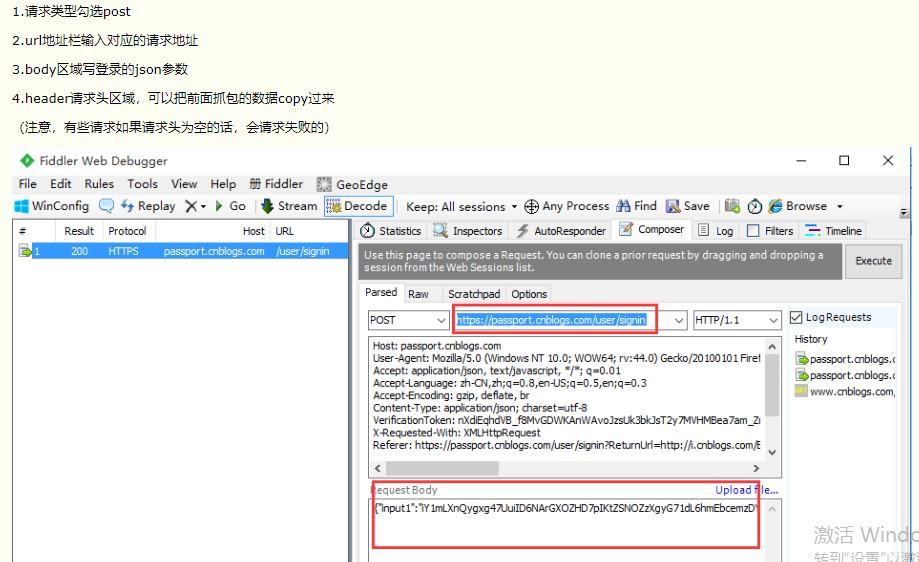 1.请求类型勾选post
2.url地址栏输入对应的请求地址
3.body区域写登录的json参数
4.header请求头区域，可以把前面抓包的数据copy过来
（注意，有些请求如果请求头为空的话，会请求失败的）
Fiddler Web Debugger
File Edit Rules Tools View Help 册 Fiddler GeoEdge
WinConfig Replay Go Stream Decode Keep: All sessions Any Process Find Save Browse
# Result Protocol Host URL
1 200 HTTPS passport.cnblogs.com /user/signin
Statistics Inspectors AutoResponder Composer Log Filters Timeline
Use this page to compose a Request. You can clone a prior request by dragging and dropping a
session from the Web Sessions list.
Execute
Parsed Raw Scratchpad Options
POST https://passport.cnblogs.com/user/signin HTTP/1.1
Log Requests
History
passport.cnblogs.c
passport.cnblogs.c
www.cnblogs.com,
Host: passport.cnblogs.com
User-Agent: Mozilla/5.0 (Windows NT 10.0; WOW64; rv:44.0) Gecko/20100101 Firef
Accept: application/json, text/javascript, */*; q=0.01
Accept-Language: zh-CN,zh;q=0.8,en-US;q=0.5,en;q=0.3
Accept-Encoding: gzip, deflate, br
Content-Type: application/json; charset=utf-8
VerificationToken: nXdiEqhdVB_f8MvGDWKAnWAvoJzsUk3bkJsT2y7MVHMBea7am_Zn
X-Requested-With: XMLHttpRequest
Referer: https://passport.cnblogs.com/user/signin?ReturnUrl=http://i.cnblogs.com/E
Request Body Upload file...
{"input1":"iY1mLXnQygxg47UuiID6NArGXOZHD7pIKtZSNOZzXgyG71dL6hmEbcemzDY
激活 Windo
转到“设置”以激